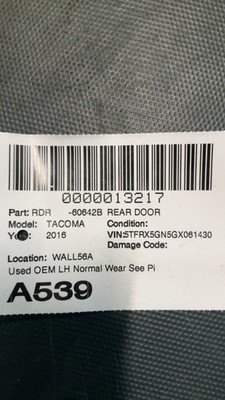 0000013217
Part: RDR -60642B REAR DOOR
Model: TACOMA Condition:
Year: 2016 VIN:5TFRX5GN5GX061430
Damage Code:
Location: WALL56A
Used OEM LH Normal Wear See Pi
A539